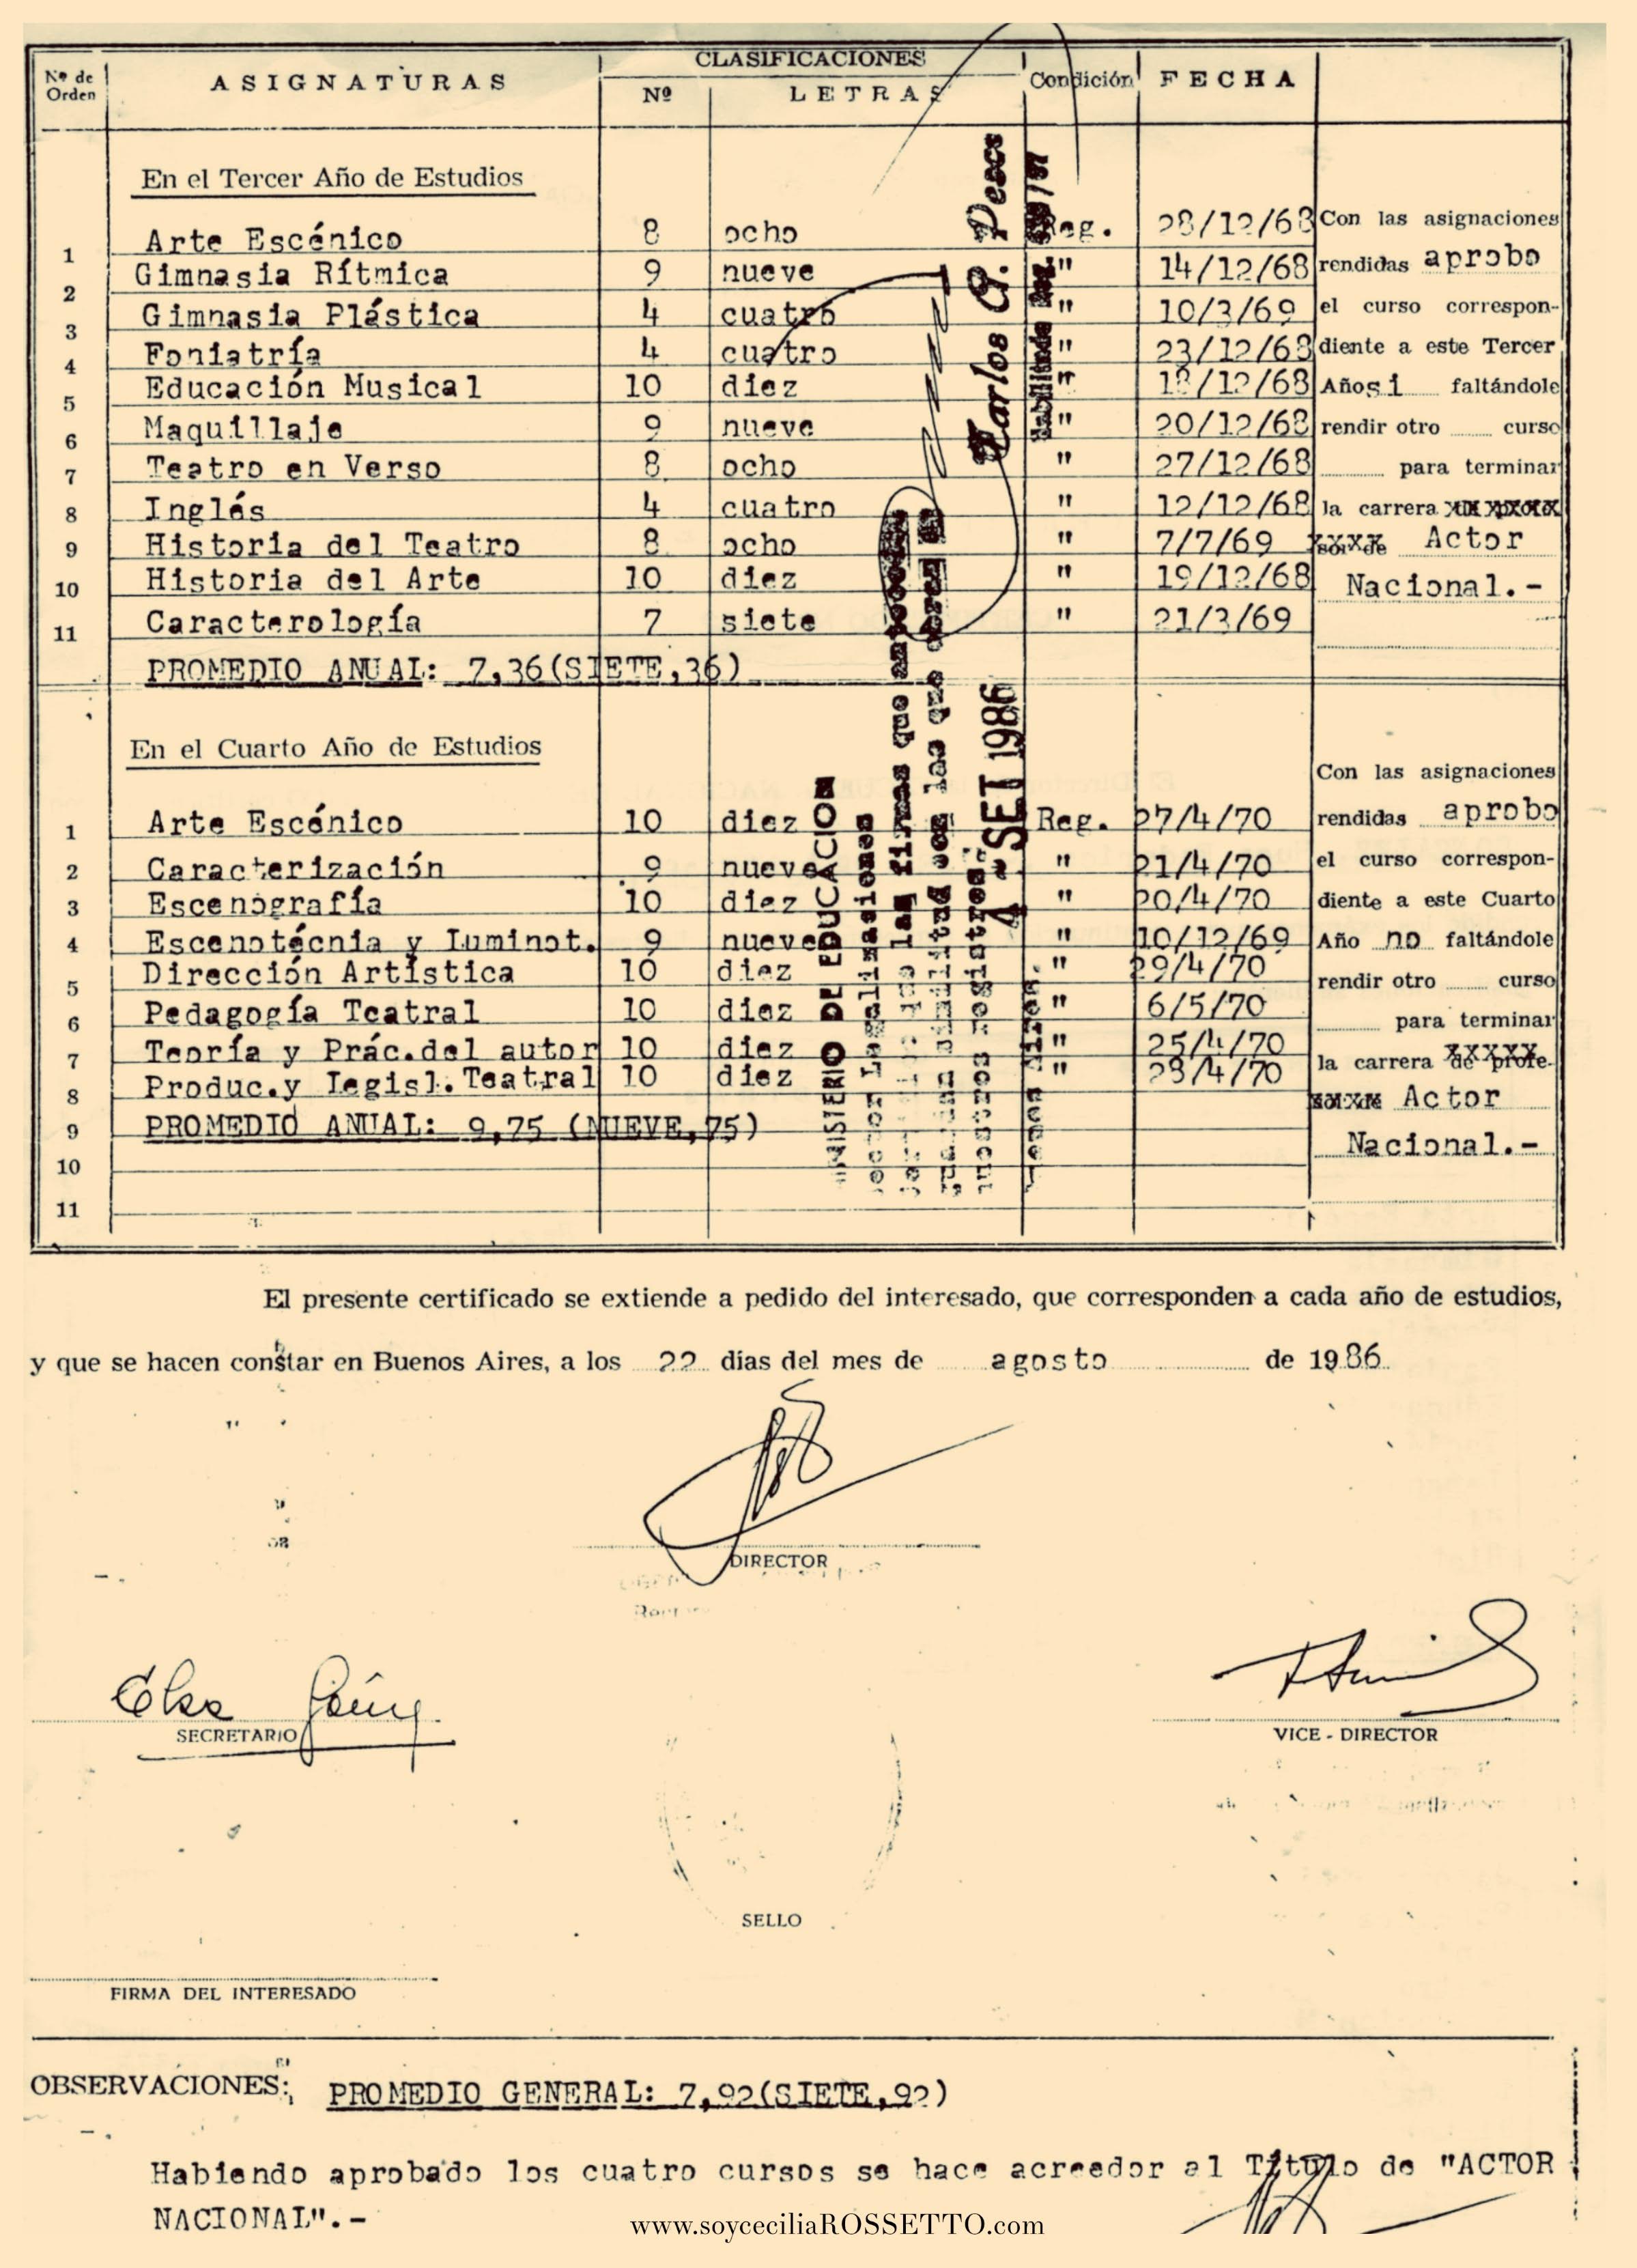 Nº de Orden ASIGNATURAS CLASIFICACIONES Nº LETRAS Condición FECHA
En el Tercer Año de Estudios
1 Arte Escénico 8 ocho Reg. 28/12/68 Con las asignaciones
2 Gimnasia Rítmica 9 nueve " 14/12/68 rendidas aprobo
3 Gimnasia Plástica 4 cuatro " 10/3/69 el curso correspon-
4 Foniatría 4 cuatro " 23/12/68 diente a este Tercer
5 Educación Musical 10 diez " /12/68 Año si faltándole
6 Maquillaje 9 nueve " 20/12/68 rendir otro curso
7 Teatro en Verso 8 ocho " 27/12/68 para terminar
8 Inglés 4 cuatro " 12/12/68 la carrera
9 Historia del Teatro 8 ocho " 7/7/69 Actor
10 Historia del Arte 10 diez " 19/12/68 Nacional.-
11 Caracterología 7 siete " 21/3/69
PROMEDIO ANUAL: 7,36(SIETE,36)
En el Cuarto Año de Estudios
Con las asignaciones
1 Arte Escénico 10 diez Reg. 27/4/70 rendidas aprobo
2 Caracterización 9 nueve " 21/4/70 el curso correspon-
3 Escenografía 10 diez " 20/4/70 diente a este Cuarto
4 Escenotécnia y Luminot. 9 nueve " 10/12/69 Año no faltándole
5 Dirección Artística 10 diez " 29/4/70 rendir otro curso
6 Pedagogía Teatral 10 diez " 6/5/70 para terminar
7 Teoría y Prác.del autor 10 diez " 25/4/70 la carrera de profe-
8 Produc.y Legisl.Teatral 10 diez " 28/4/70 Actor
9 PROMEDIO ANUAL: 9,75 (NUEVE,75)
Nacional.-
10
11
MINISTERIO DE EDUCACION
Legalizaciones
las firmas que
con las que
nuestros registros.
4 SET 1986
Carlos A. Pesce
El presente certificado se extiende a pedido del interesado, que corresponden a cada año de estudios,
y que se hacen constar en Buenos Aires, a los 22 días del mes de agosto de 1986
DIRECTOR
SECRETARIO
VICE - DIRECTOR
SELLO
FIRMA DEL INTERESADO
OBSERVACIONES: PROMEDIO GENERAL: 7,92(SIETE,92)
Habiendo aprobado los cuatro cursos se hace acreedor al Título de "ACTOR
NACIONAL".-
www.soyceciliaROSSETTO.com